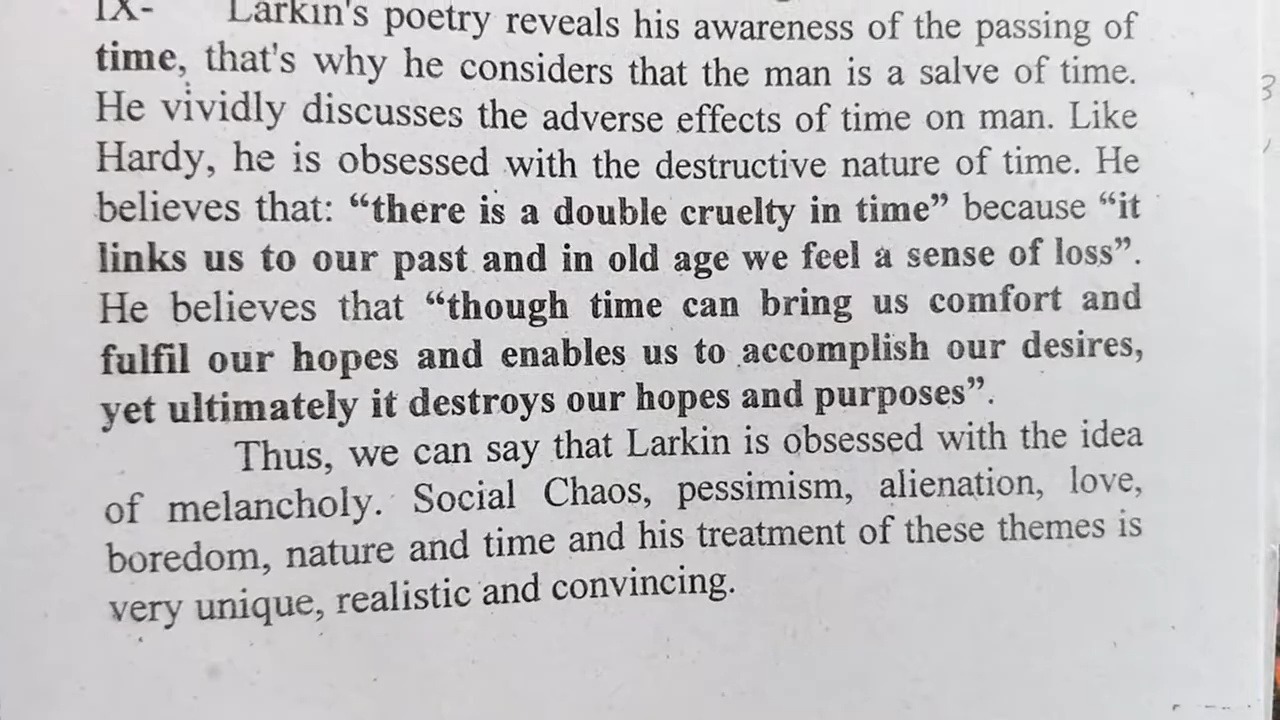 IX- Larkin's poetry reveals his awareness of the passing of
time, that's why he considers that the man is a salve of time.
He vividly discusses the adverse effects of time on man. Like
Hardy, he is obsessed with the destructive nature of time. He
believes that: “there is a double cruelty in time” because “it
links us to our past and in old age we feel a sense of loss”.
He believes that “though time can bring us comfort and
fulfil our hopes and enables us to accomplish our desires,
yet ultimately it destroys our hopes and purposes”.
Thus, we can say that Larkin is obsessed with the idea
of melancholy. Social Chaos, pessimism, alienation, love,
boredom, nature and time and his treatment of these themes is
very unique, realistic and convincing.
3